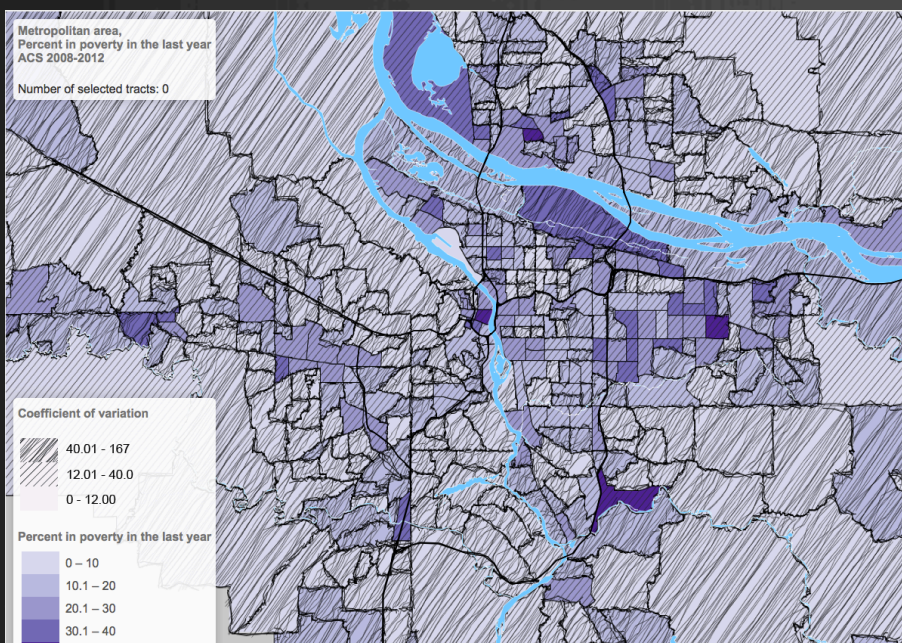 Metropolitan area,
Percent in poverty in the last year
ACS 2008-2012
Number of selected tracts: 0
Coefficient of variation
40.01 - 167
12.01 - 40.0
0 - 12.00
Percent in poverty in the last year
0 – 10
10.1 – 20
20.1 – 30
30.1 – 40